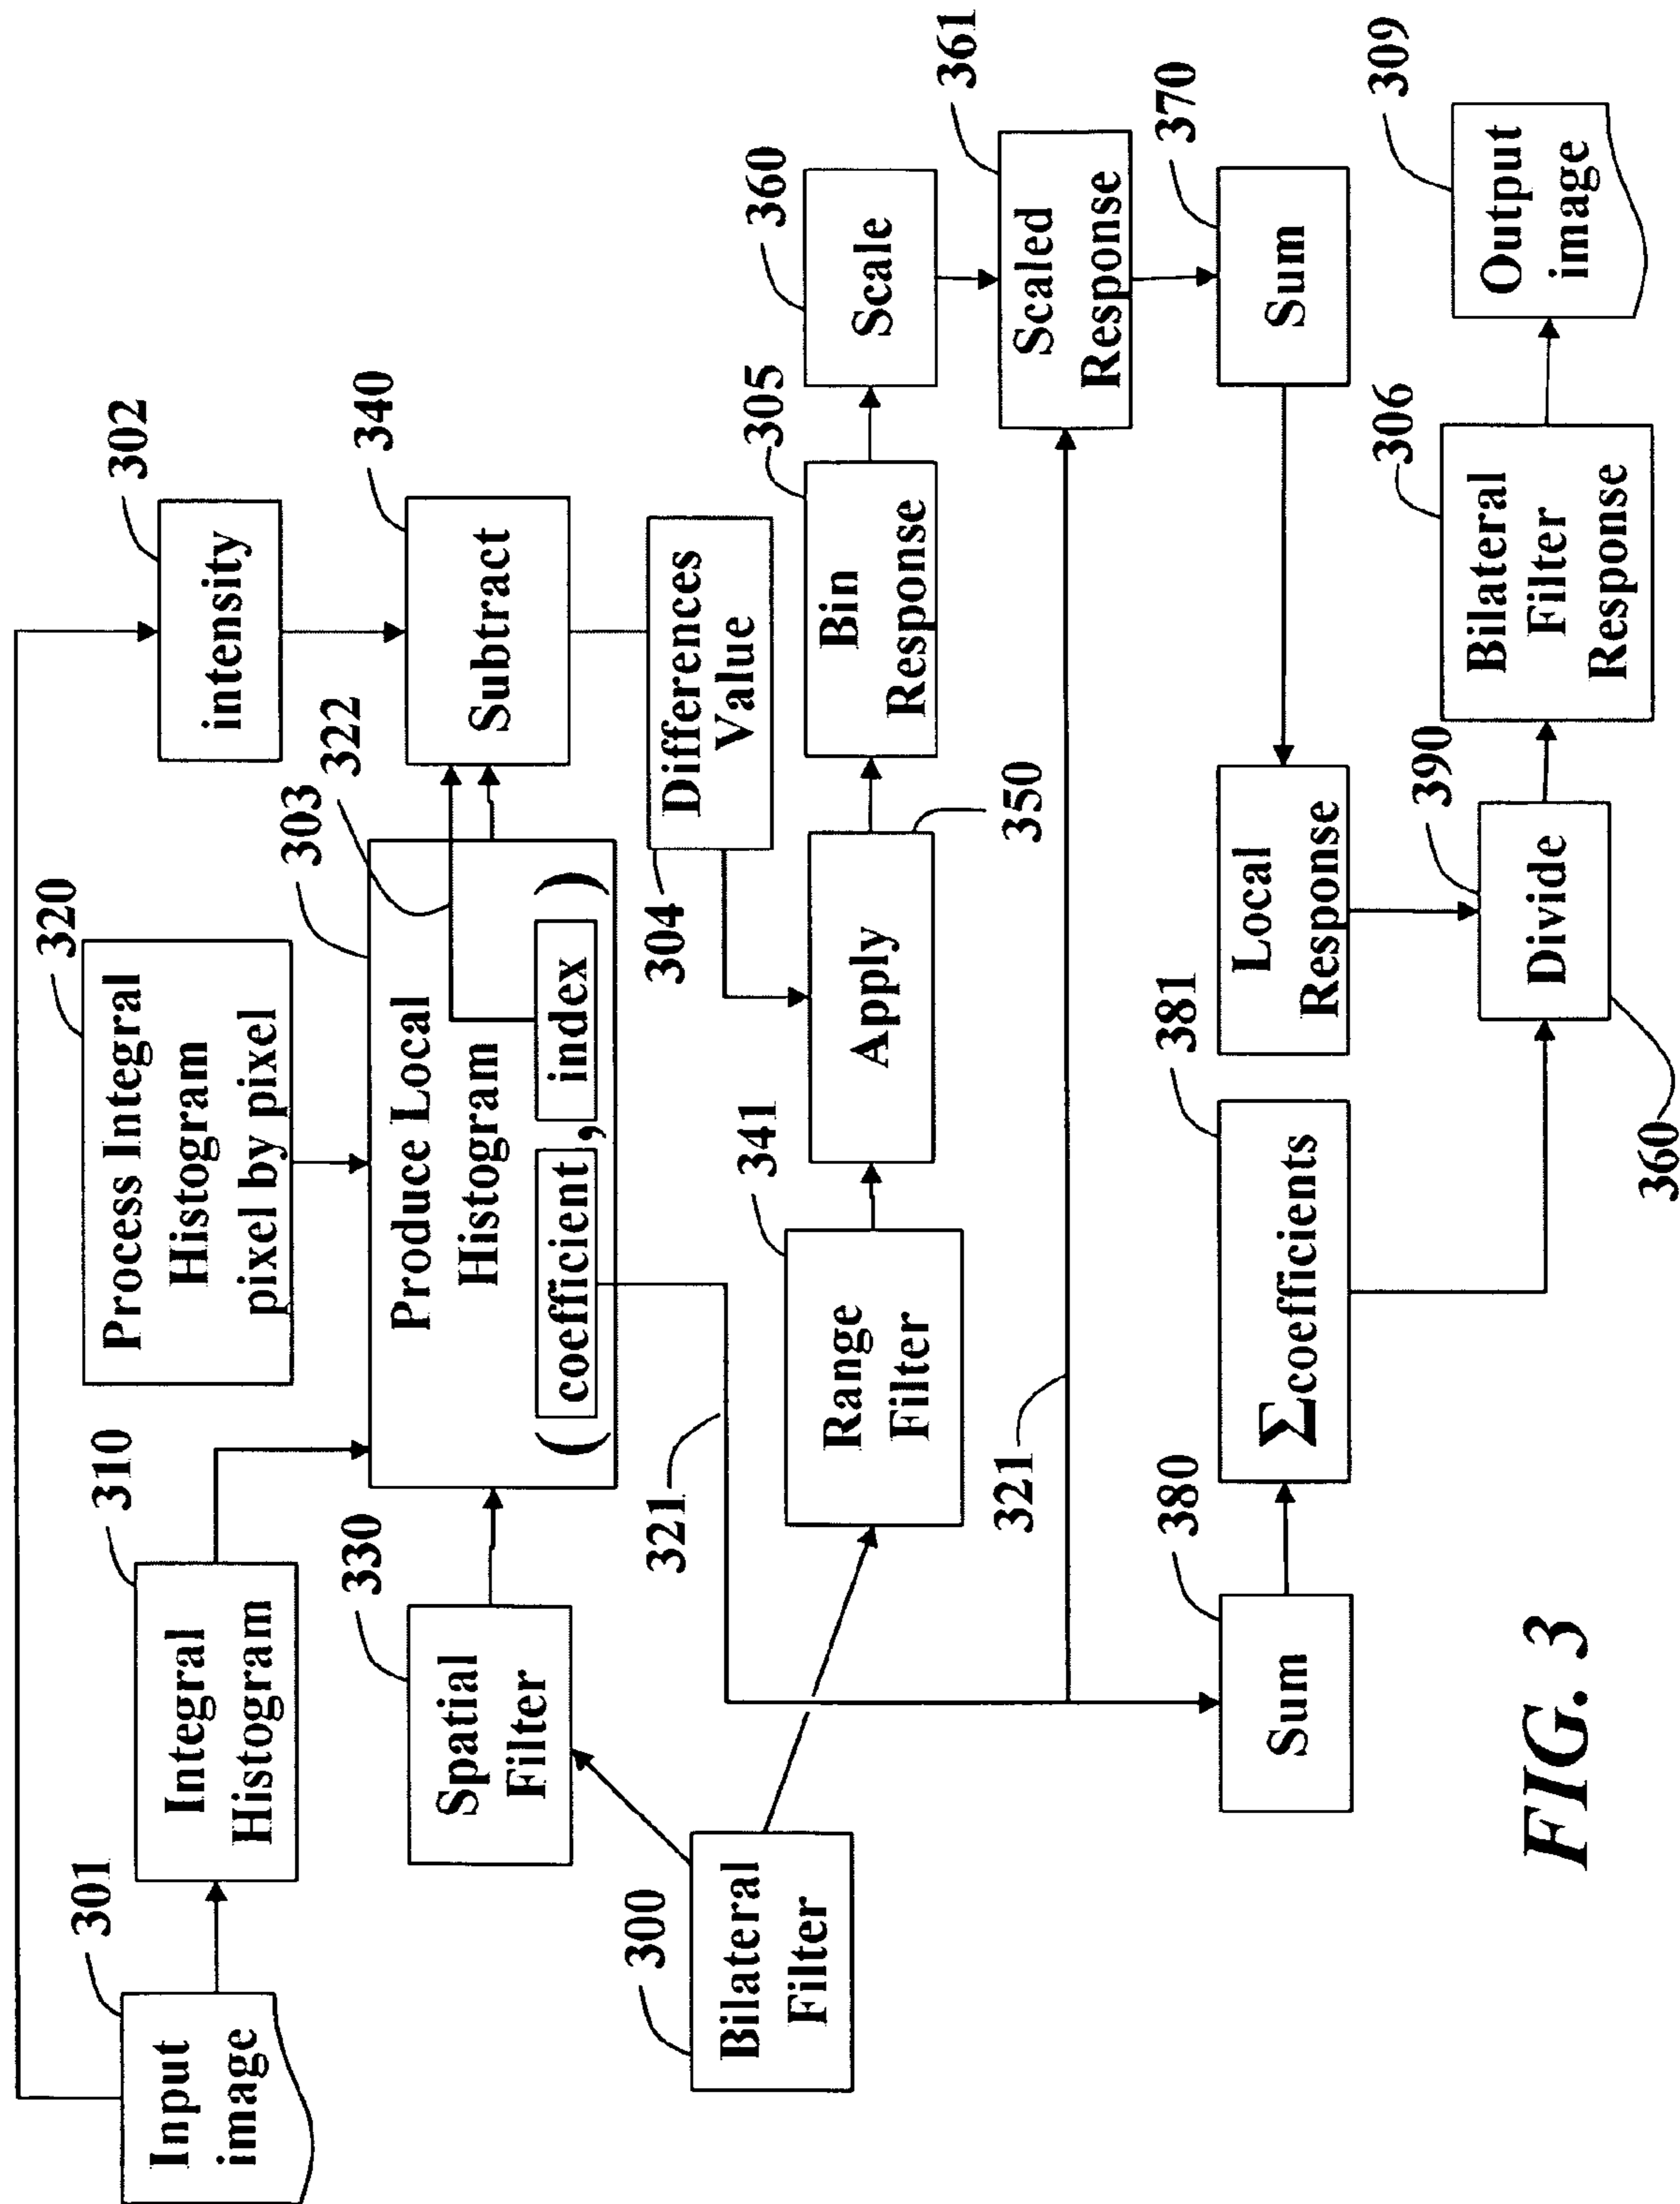 301
Input
image
310
Integral
Histogram
320
Process Integral
Histogram
pixel by pixel
302
intensity
330
Spatial
Filter
303
Produce Local
Histogram
(coefficient, index)
322
340
Subtract
300
Bilateral
Filter
321
304
Differences
Value
341
Range
Filter
Apply
350
305
Bin
Response
360
Scale
321
361
Scaled
Response
380
Sum
381
Σcoefficients
Local
Response
370
Sum
390
Divide
360
306
Bilateral
Filter
Response
309
Output
image
FIG. 3